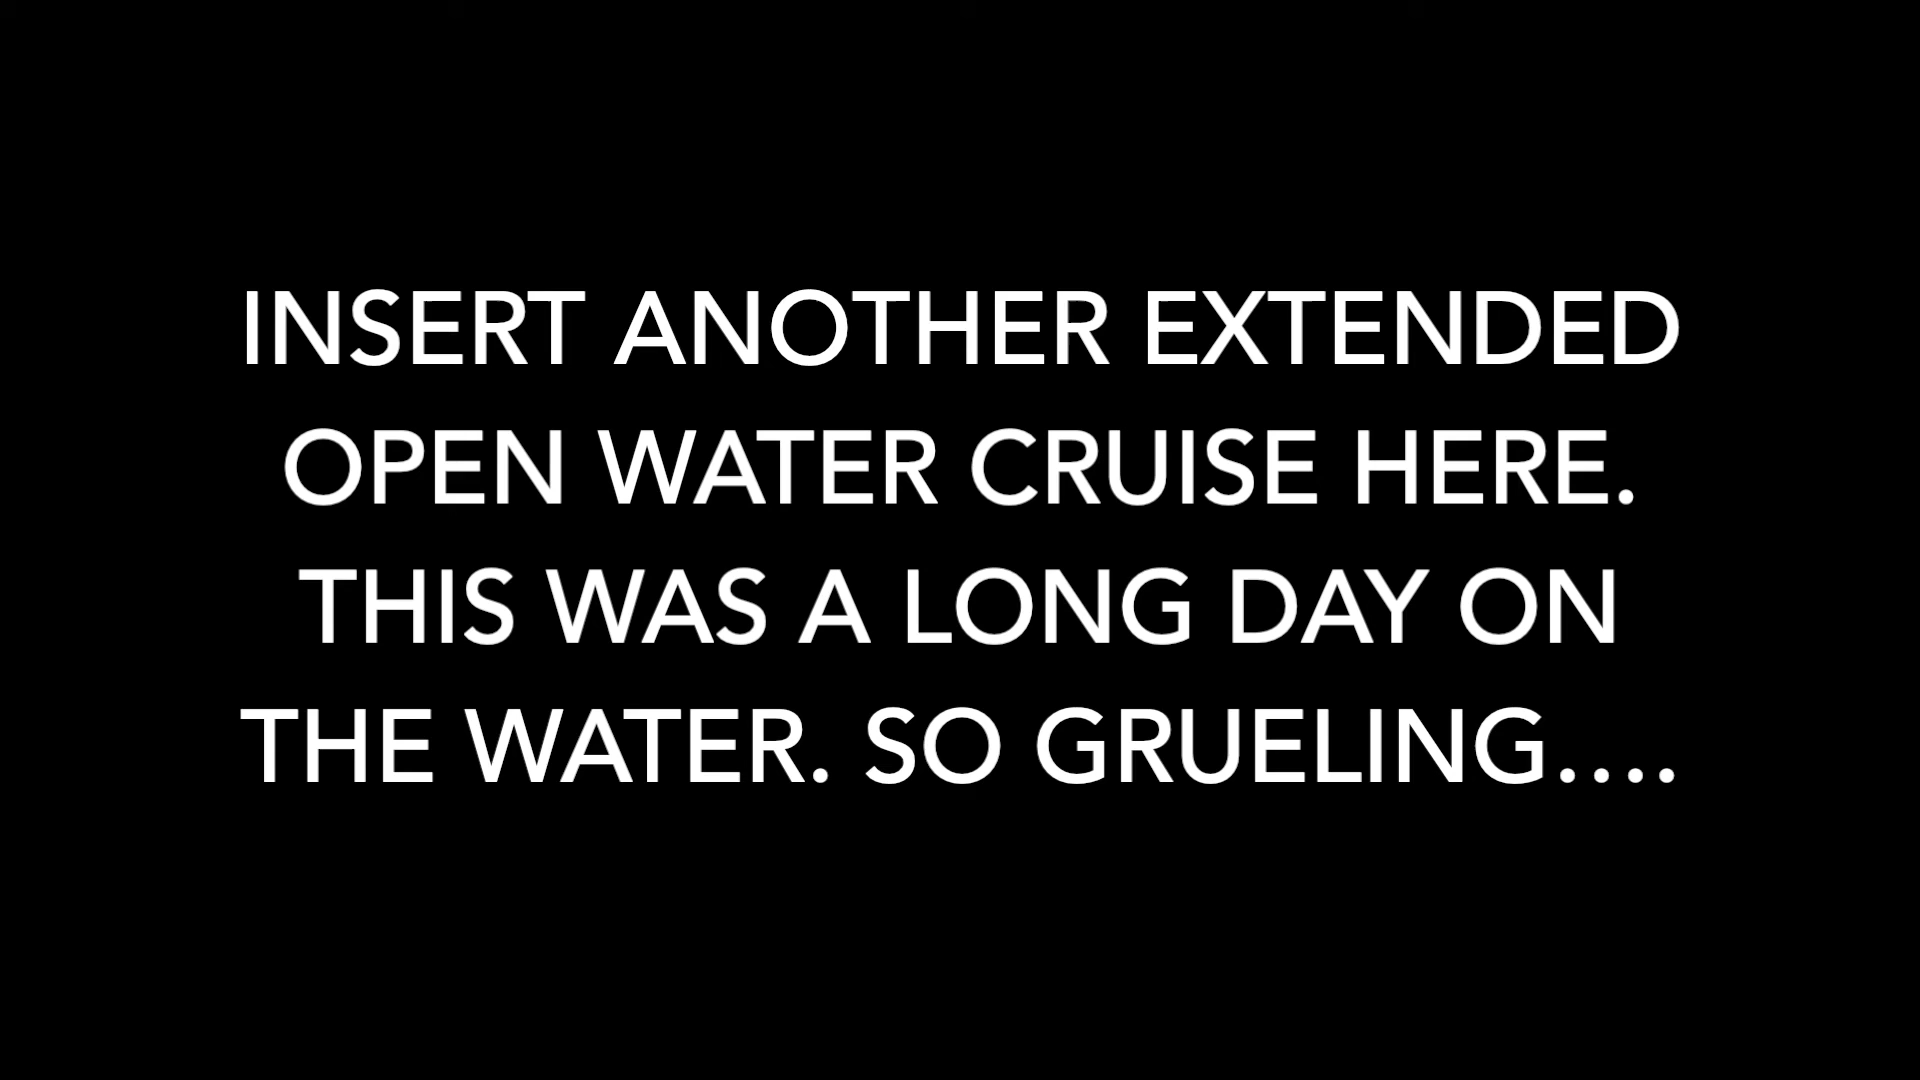 INSERT ANOTHER EXTENDED
OPEN WATER CRUISE HERE.
THIS WAS A LONG DAY ON
THE WATER. SO GRUELING....